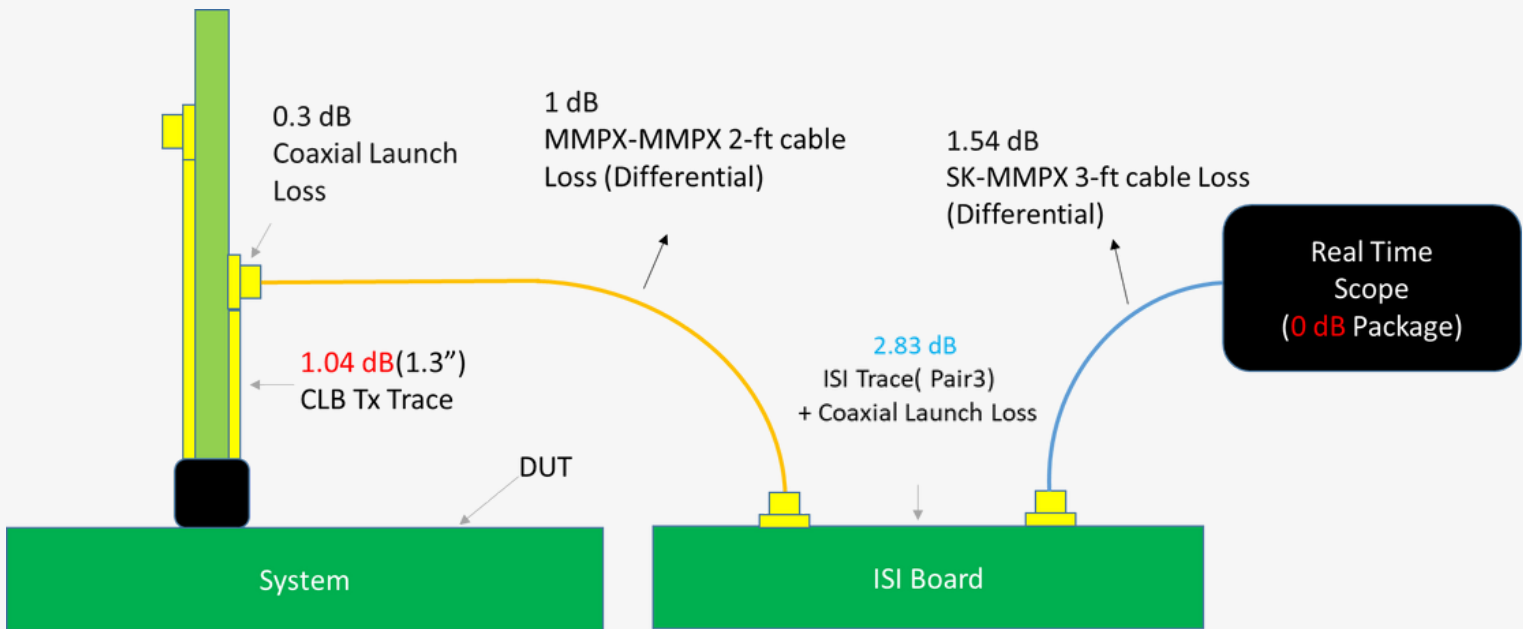 0.3 dB
Coaxial Launch
Loss
1 dB
MMPX-MMPX 2-ft cable
Loss (Differential)
1.54 dB
SK-MMPX 3-ft cable Loss
(Differential)
Real Time
Scope
(0 dB Package)
1.04 dB(1.3”)
CLB Tx Trace
2.83 dB
ISI Trace( Pair3)
+ Coaxial Launch Loss
DUT
System
ISI Board